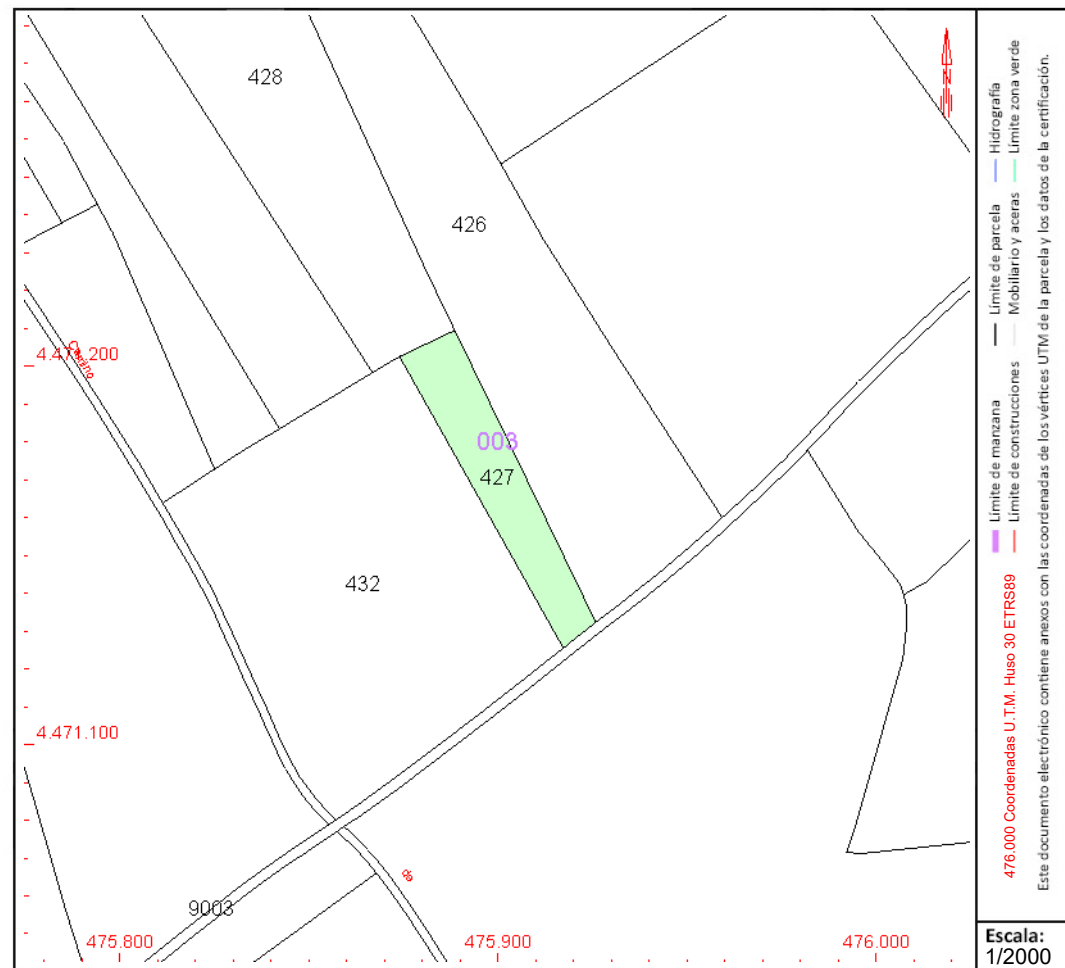 428
426
Camino
4.471.200
003
427
432
4.471.100
de
9003
475.800
475.900
476.000
N
Hidrografía
Límite zona verde
Límite de parcela
Mobiliario y aceras
Límite de manzana
Límite de construcciones
476.000 Coordenadas U.T.M. Huso 30 ETRS89
Este documento electrónico contiene anexos con las coordenadas de los vértices UTM de la parcela y los datos de la certificación.
Escala:
1/2000